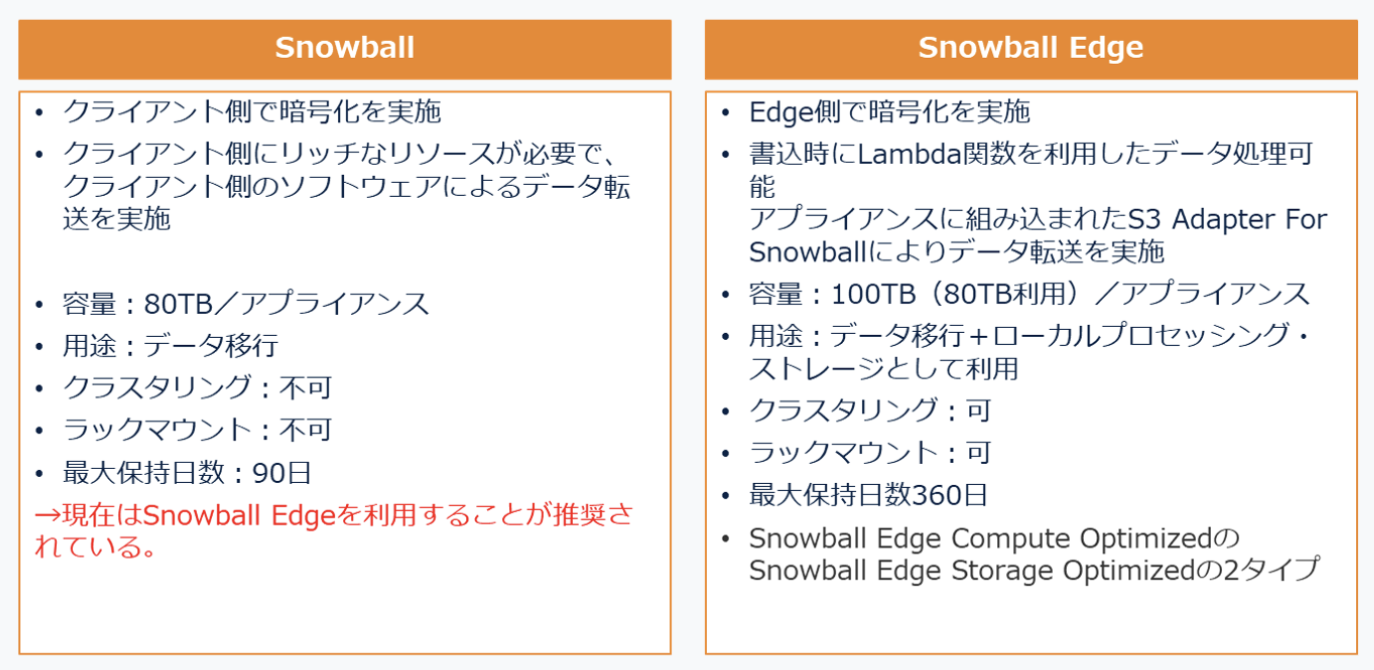 Snowball
• クライアント側で暗号化を実施
• クライアント側にリッチなリソースが必要で、
クライアント側のソフトウェアによるデータ転
送を実施
• 容量：80TB／アプライアンス
• 用途：データ移行
• クラスタリング：不可
• ラックマウント：不可
• 最大保持日数：90日
→現在はSnowball Edgeを利用することが推奨さ
れている。
Snowball Edge
• Edge側で暗号化を実施
• 書込時にLambda関数を利用したデータ処理可
能
アプライアンスに組み込まれたS3 Adapter For
Snowballによりデータ転送を実施
• 容量：100TB（80TB利用）／アプライアンス
• 用途：データ移行＋ローカルプロセッシング・
ストレージとして利用
• クラスタリング：可
• ラックマウント：可
• 最大保持日数360日
• Snowball Edge Compute Optimizedの
Snowball Edge Storage Optimizedの2タイプ